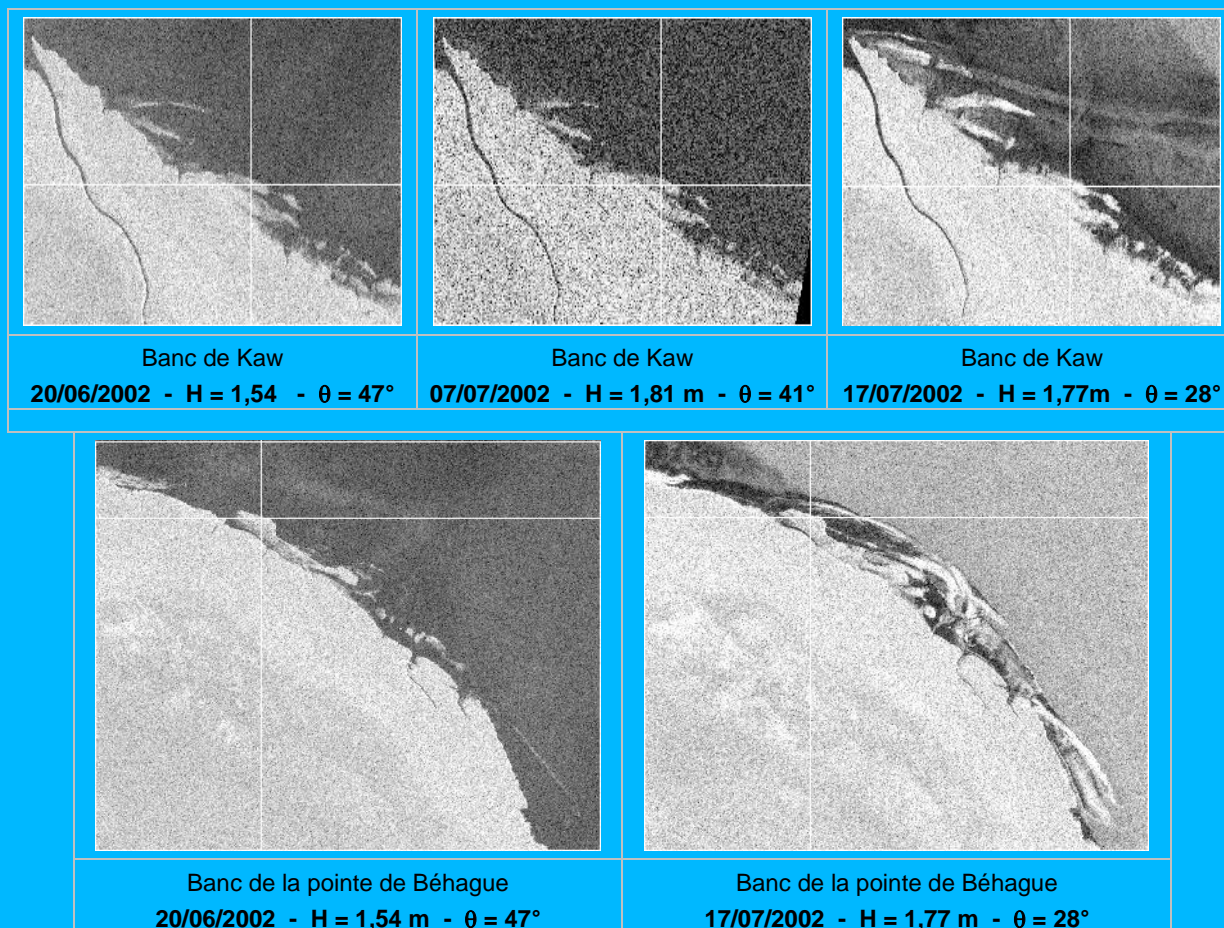 Banc de Kaw
20/06/2002 - H = 1,54 - θ = 47°
Banc de Kaw
07/07/2002 - H = 1,81 m - θ = 41°
Banc de Kaw
17/07/2002 - H = 1,77m - θ = 28°
Banc de la pointe de Béhague
20/06/2002 - H = 1,54 m - θ = 47°
Banc de la pointe de Béhague
17/07/2002 - H = 1,77 m - θ = 28°